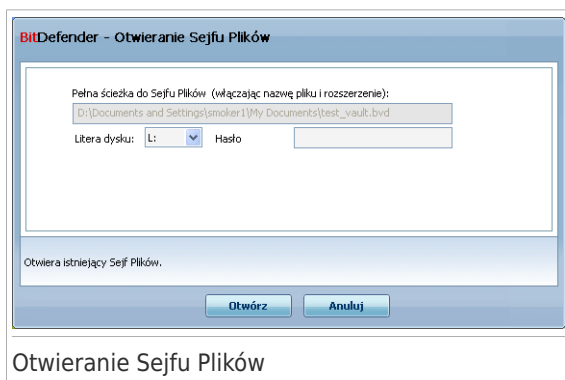 BitDefender - Otwieranie Sejfu Plików
Pełna ścieżka do Sejfu Plików (włączając nazwę pliku i rozszerzenie):
D:\Documents and Settings\smoker1\My Documents\test_vault.bvd
Litera dysku: L: Hasło
Otwiera istniejący Sejf Plików.
Otwórz Anuluj
Otwieranie Sejfu Plików